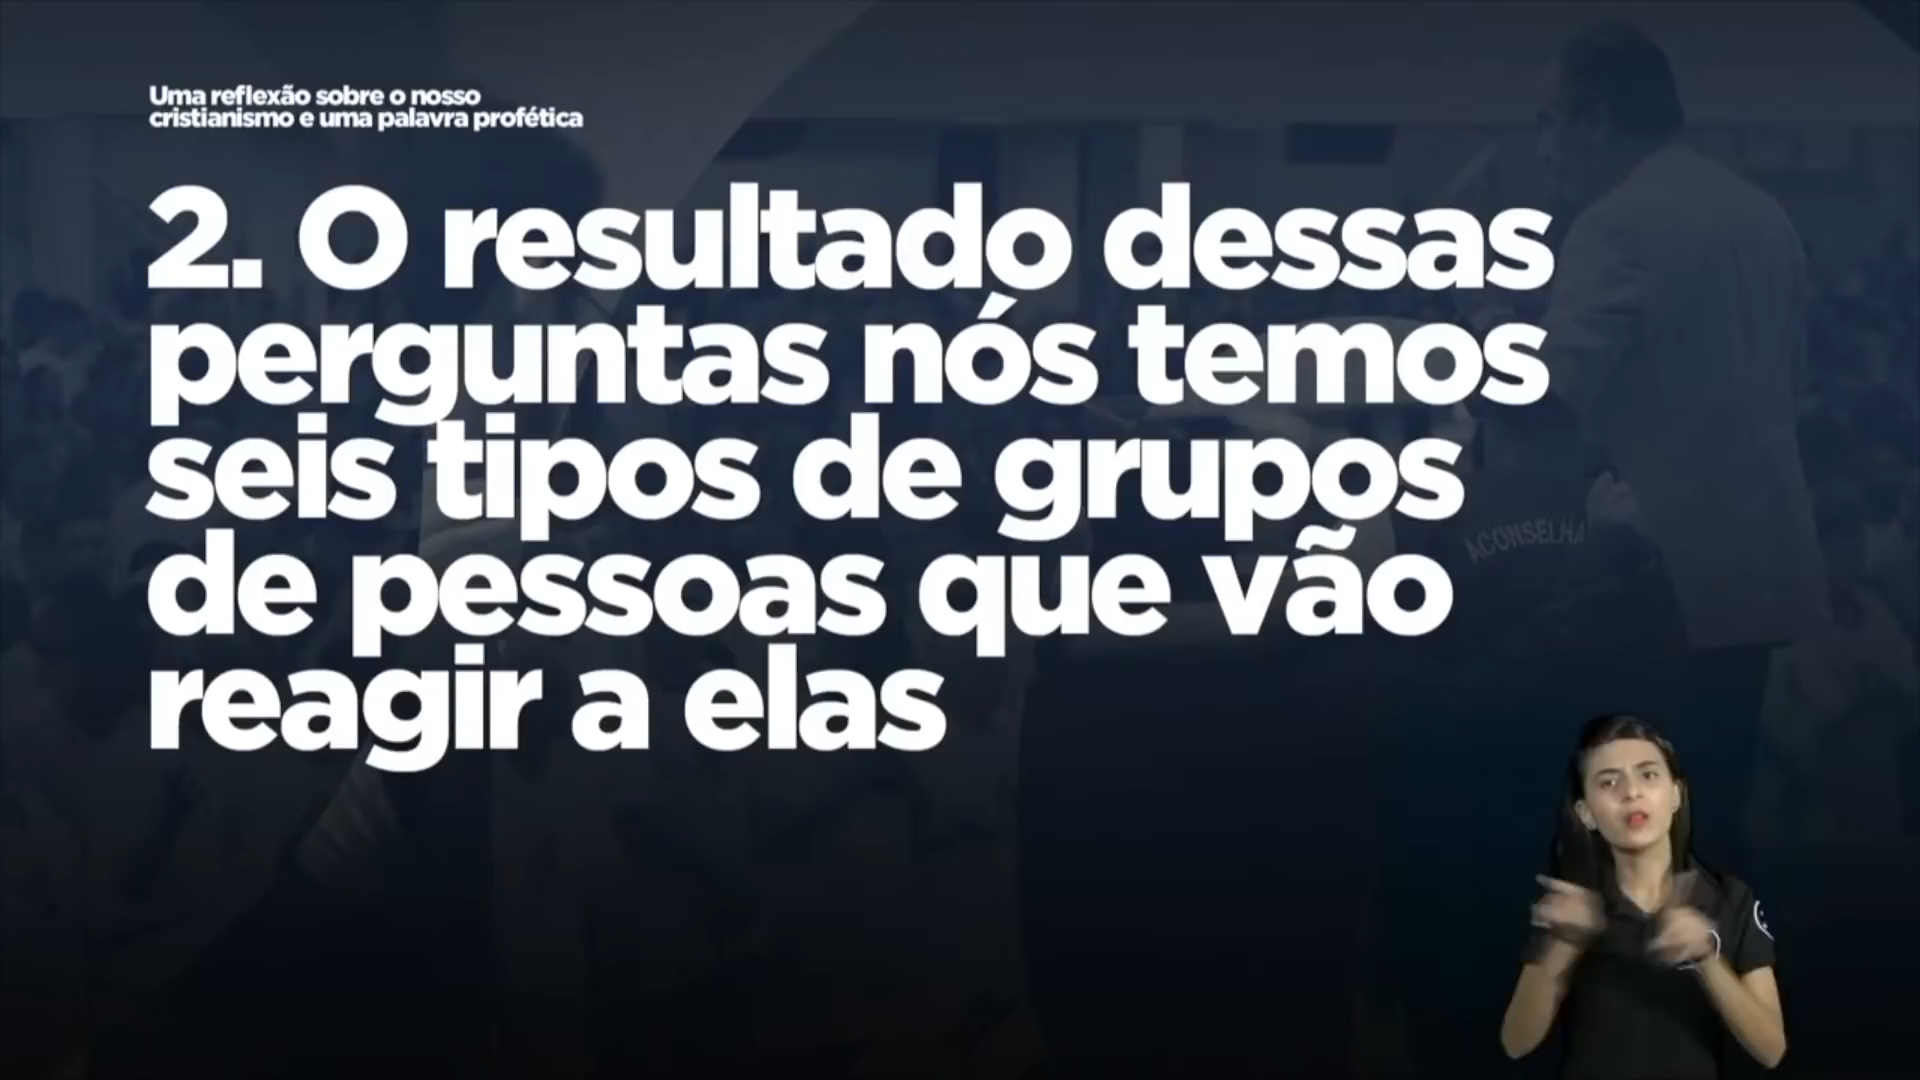 Uma reflexão sobre o nosso
cristianismo e uma palavra profética
2. O resultado dessas
perguntas nós temos
seis tipos de grupos
de pessoas que vão
reagir a elas
ACONSELHA